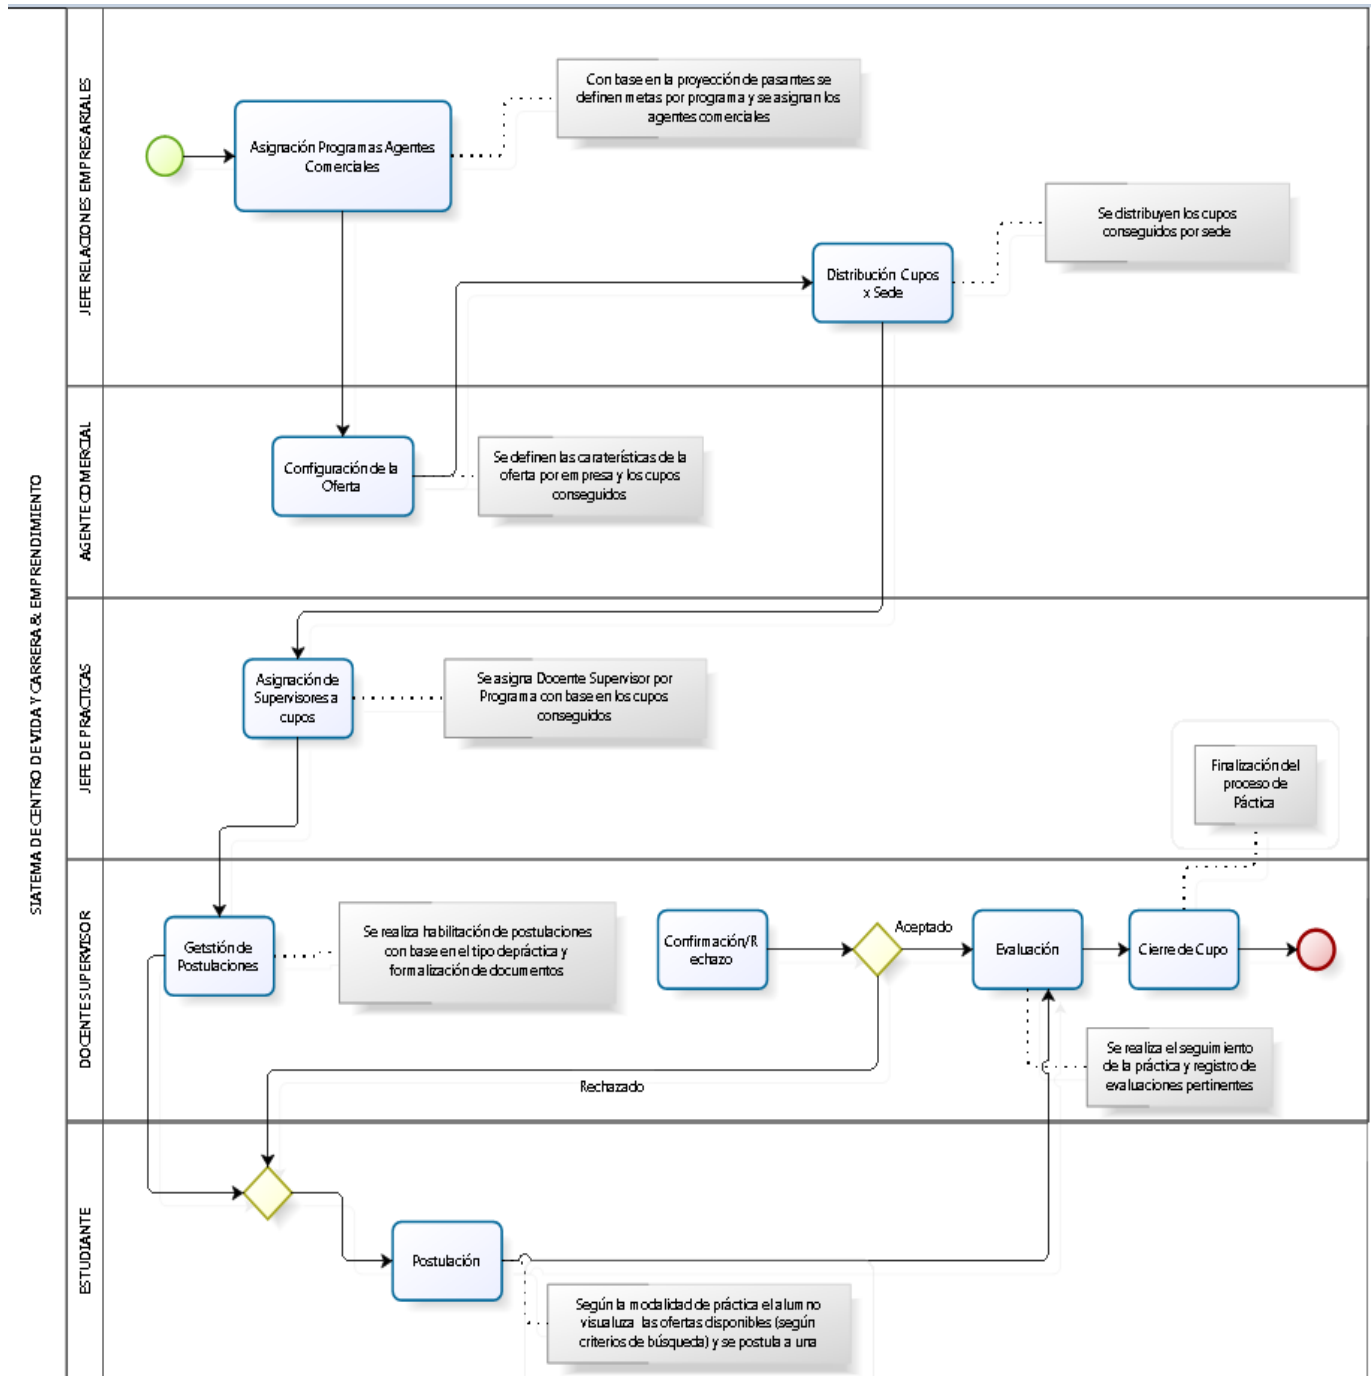 SIATEMA DE CENTRO DE VIDA Y CARRERA & EMPRENDIMIENTO
JEFE RELACIONES EMPRESARIALES
Asignación Programas Agentes
Comerciales
Con base en la proyección de pasantes se
definen metas por programa y se asignan los
agentes comerciales
Se distribuyen los cupos
conseguidos por sede
Distribución Cupos
x Sede
AGENTE COMERCIAL
Configuración de la
Oferta
Se definen las caraterísticas de la
oferta por empresa y los cupos
conseguidos
JEFE DE PRACTICAS
Asignación de
Supervisores a
cupos
Se asigna Docente Supervisor por
Programa con base en los cupos
conseguidos
Finalización del
proceso de
Páctica
DOCENTE SUPERVISOR
Getstión de
Postulaciones
Se realiza habilitación de postulaciones
con base en el tipo depráctica y
formalización de documentos
Confirmación/R
echazo
Aceptado
Evaluación
Cierre de Cupo
Se realiza el seguimiento
de la práctica y registro de
evaluaciones pertinentes
Rechazado
ESTUDIANTE
Postulación
Según la modalidad de práctica el alumno
visualiza las ofertas disponibles (según
criterios de búsqueda) y se postula a una